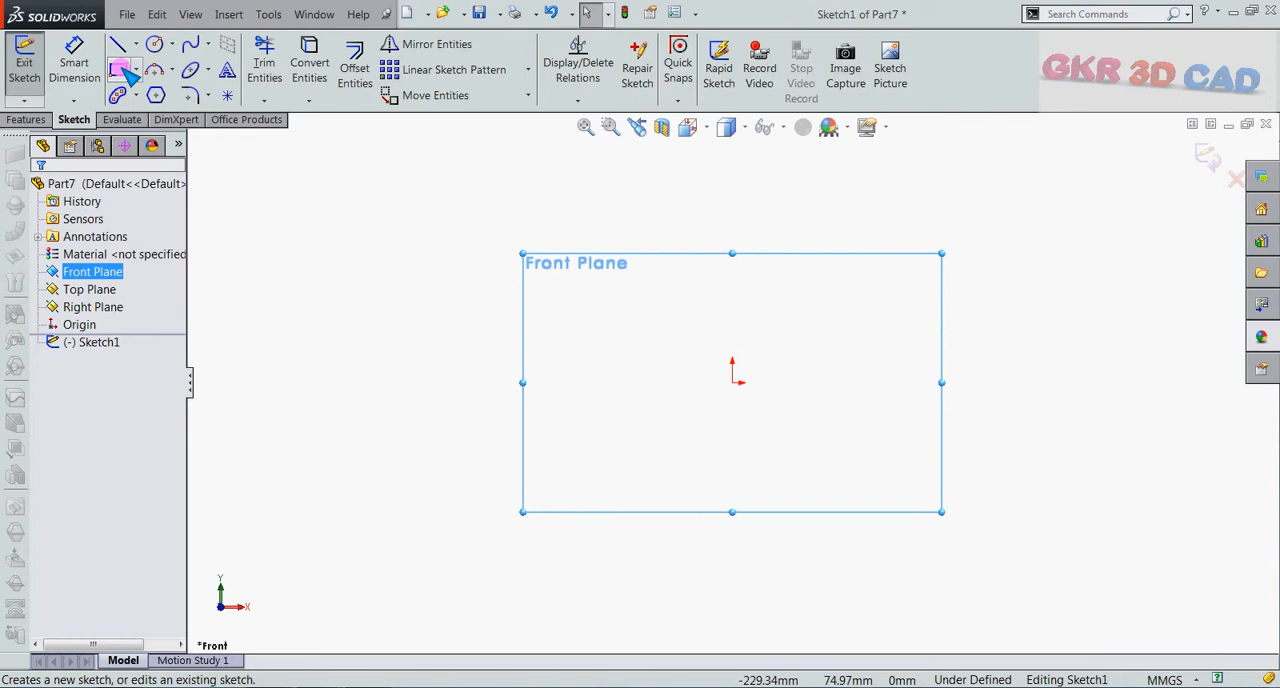 SOLIDWORKS File Edit View Insert Tools Window Help Sketch1 of Part7 * Search Commands
Exit Sketch
Smart Dimension
Trim Entities
Convert Entities
Offset Entities
Mirror Entities
Linear Sketch Pattern
Move Entities
Display/Delete Relations
Repair Sketch
Quick Snaps
Rapid Sketch
Record Video
Stop Video Record
Image Capture
Sketch Picture
GKR 3D CAD
Features Sketch Evaluate DimXpert Office Products
Part7 (Default<<Default>
History
Sensors
Annotations
Material <not specified
Front Plane
Top Plane
Right Plane
Origin
(-) Sketch1
Front Plane
Y
X
*Front
Model Motion Study 1
Creates a new sketch, or edits an existing sketch. -229.34mm 74.97mm 0mm Under Defined Editing Sketch1 MMGS